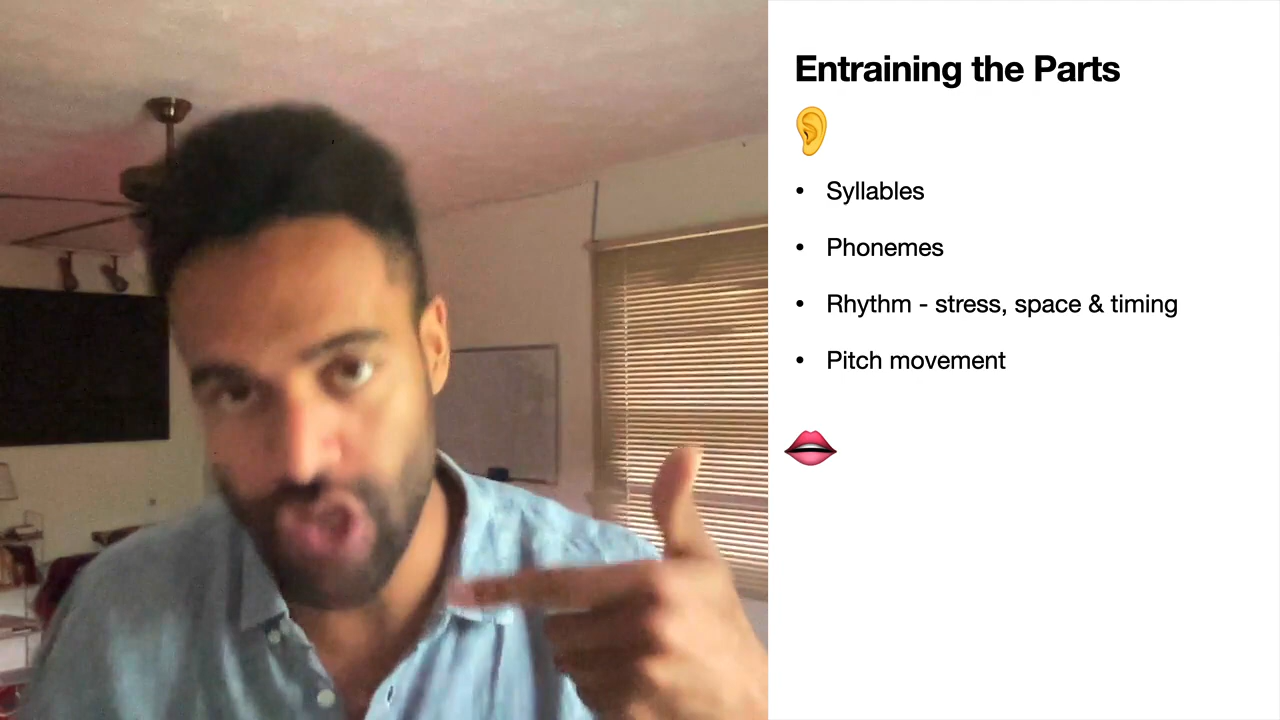 Entraining the Parts
• Syllables
• Phonemes
• Rhythm - stress, space & timing
• Pitch movement